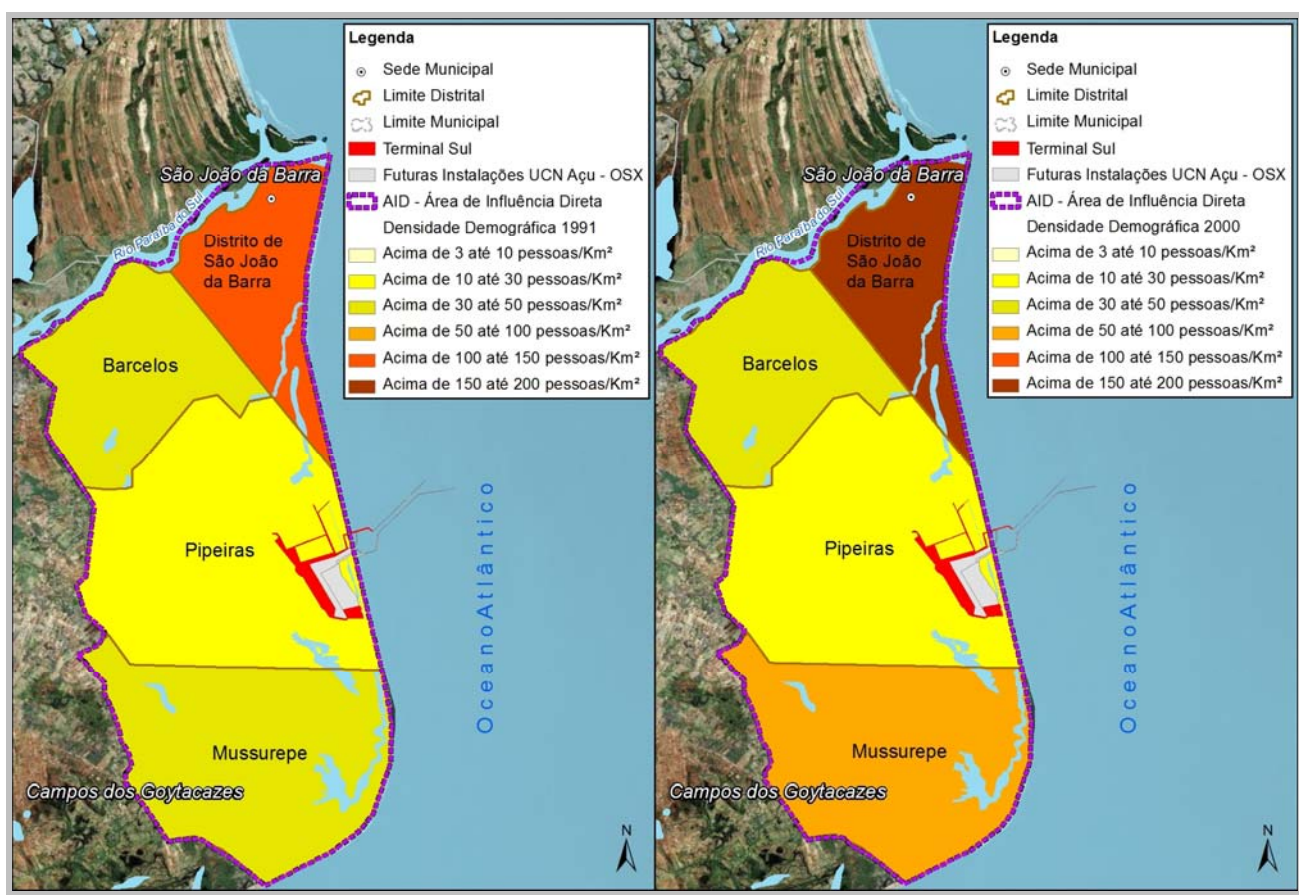 Legenda
Sede Municipal
Limite Distrital
Limite Municipal
Terminal Sul
Futuras Instalações UCN Açu - OSX
AID - Área de Influência Direta
Densidade Demográfica 1991
Acima de 3 até 10 pessoas/Km²
Acima de 10 até 30 pessoas/Km²
Acima de 30 até 50 pessoas/Km²
Acima de 50 até 100 pessoas/Km²
Acima de 100 até 150 pessoas/Km²
Acima de 150 até 200 pessoas/Km²
São João da Barra
Rio Paraíba do Sul
Distrito de
São João
da Barra
Barcelos
Pipeiras
Oceano Atlântico
Mussurepe
Campos dos Goytacazes
N
Legenda
Sede Municipal
Limite Distrital
Limite Municipal
Terminal Sul
Futuras Instalações UCN Açu - OSX
AID - Área de Influência Direta
Densidade Demográfica 2000
Acima de 3 até 10 pessoas/Km²
Acima de 10 até 30 pessoas/Km²
Acima de 30 até 50 pessoas/Km²
Acima de 50 até 100 pessoas/Km²
Acima de 100 até 150 pessoas/Km²
Acima de 150 até 200 pessoas/Km²
São João da Barra
Rio Paraíba do Sul
Distrito de
São João
da Barra
Barcelos
Pipeiras
Oceano Atlântico
Mussurepe
Campos dos Goytacazes
N